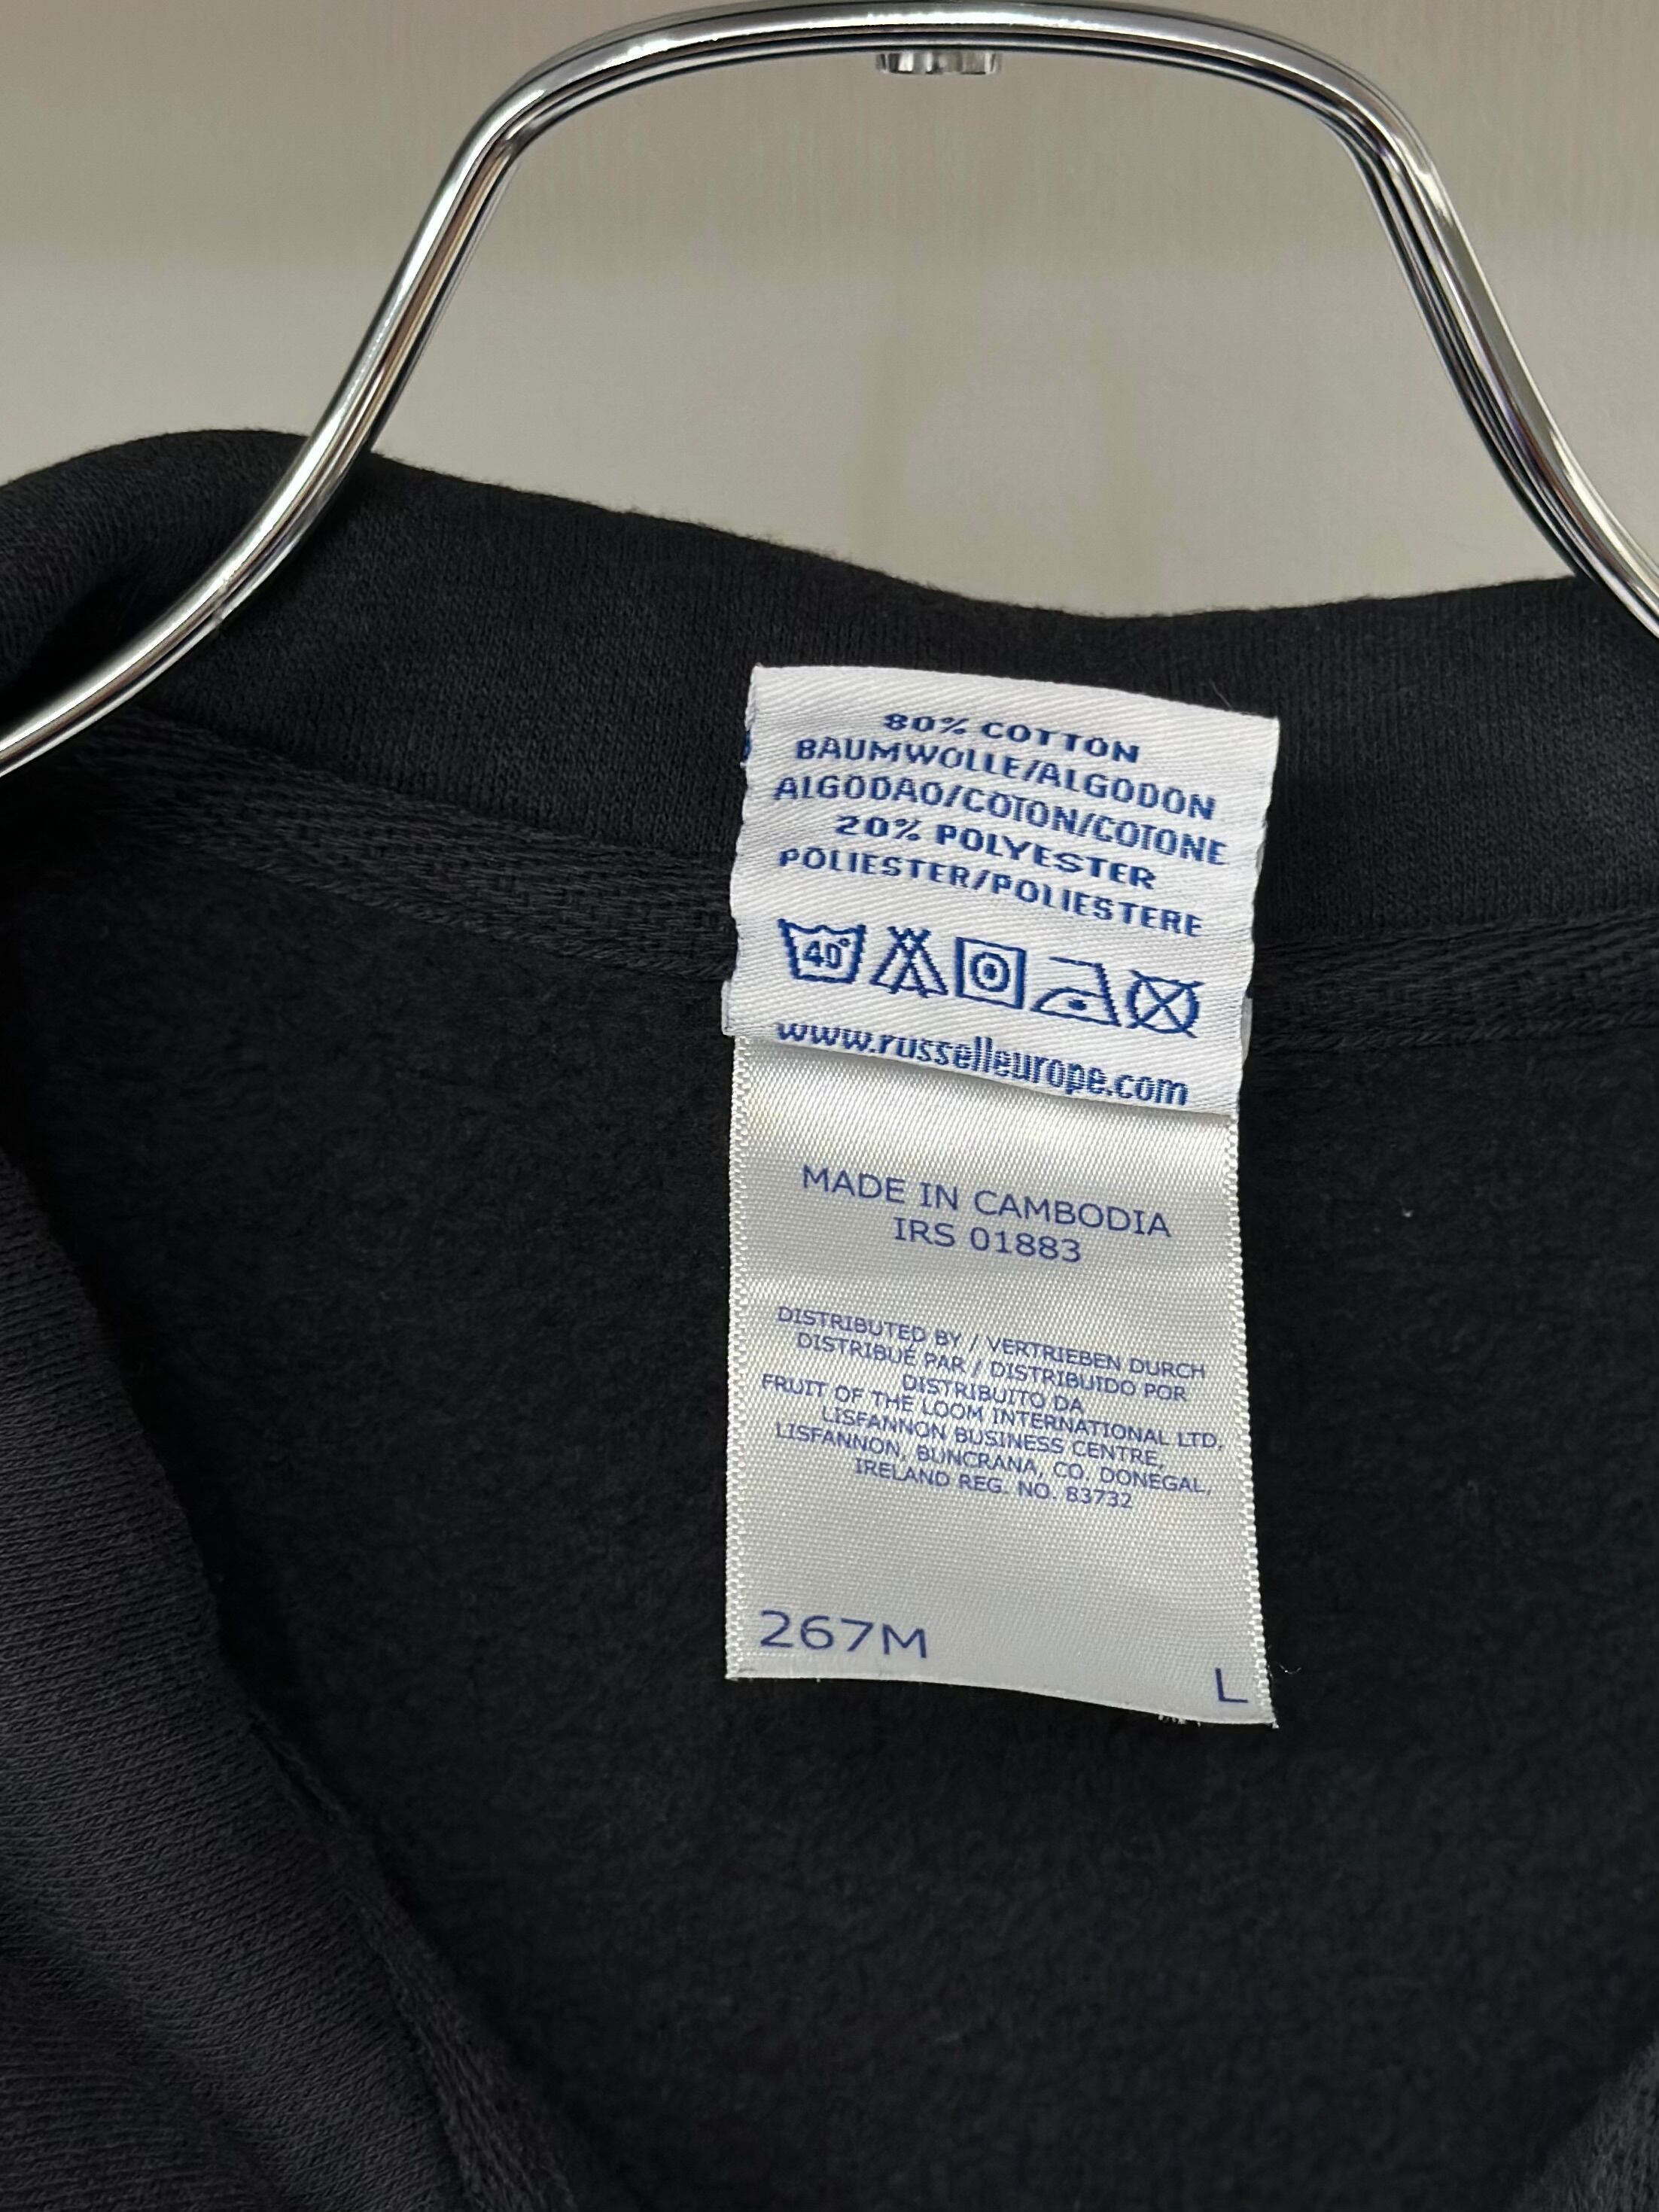 80% COTTON
BAUMWOLLE/ALGODON
ALGODAO/COTON/COTONE
20% POLYESTER
POLIESTER/POLIESTERE
40°
www.russelleurope.com
MADE IN CAMBODIA
IRS 01883
DISTRIBUTED BY / VERTRIEBEN DURCH
DISTRIBUÉ PAR / DISTRIBUIDO POR
DISTRIBUITO DA
FRUIT OF THE LOOM INTERNATIONAL LTD,
LISFANNON BUSINESS CENTRE,
LISFANNON, BUNCRANA, CO. DONEGAL,
IRELAND REG. NO. 83732
267M
L